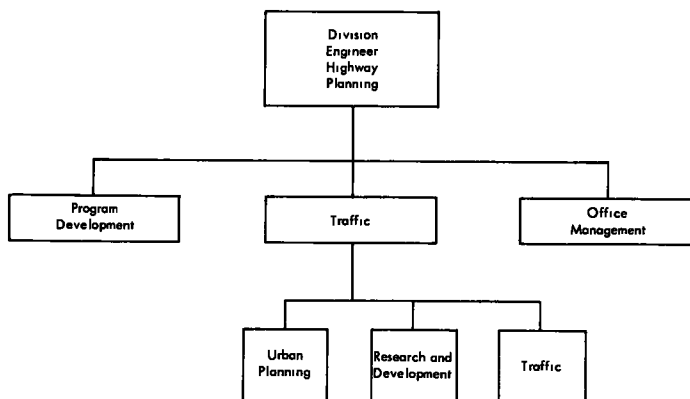 Division
Engineer
Highway
Planning
Program
Development
Traffic
Office
Management
Urban
Planning
Research and
Development
Traffic